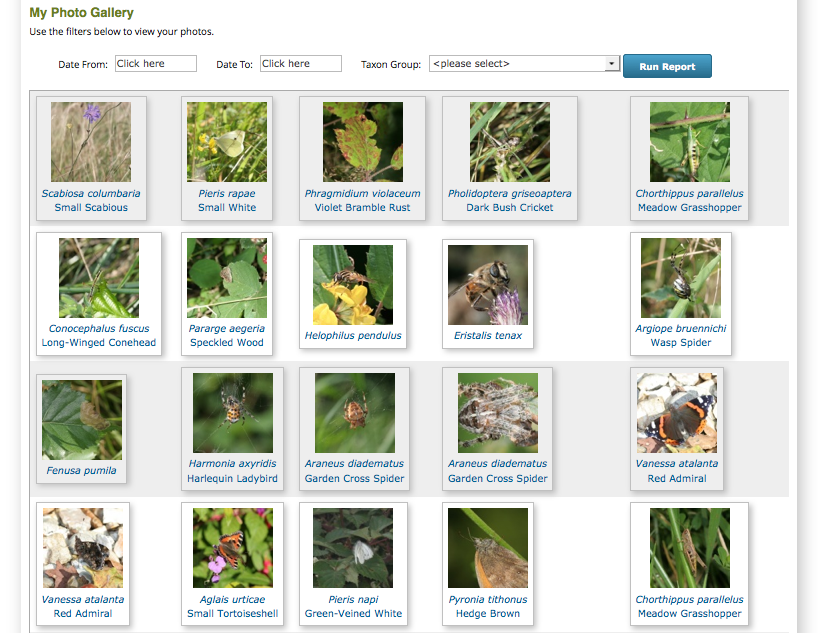 My Photo Gallery
Use the filters below to view your photos.
Date From: Click here Date To: Click here Taxon Group: <please select> Run Report
Scabiosa columbaria
Small Scabious
Pieris rapae
Small White
Phragmidium violaceum
Violet Bramble Rust
Pholidoptera griseoaptera
Dark Bush Cricket
Chorthippus parallelus
Meadow Grasshopper
Conocephalus fuscus
Long-Winged Conehead
Pararge aegeria
Speckled Wood
Helophilus pendulus
Eristalis tenax
Argiope bruennichi
Wasp Spider
Fenusa pumila
Harmonia axyridis
Harlequin Ladybird
Araneus diadematus
Garden Cross Spider
Araneus diadematus
Garden Cross Spider
Vanessa atalanta
Red Admiral
Vanessa atalanta
Red Admiral
Aglais urticae
Small Tortoiseshell
Pieris napi
Green-Veined White
Pyronia tithonus
Hedge Brown
Chorthippus parallelus
Meadow Grasshopper